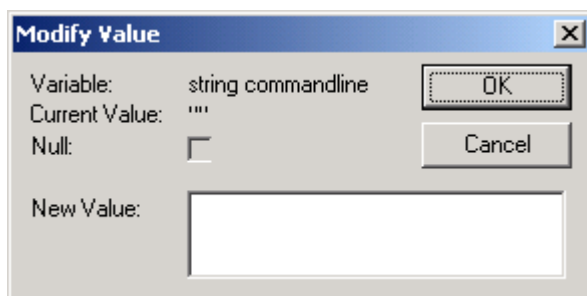 Modify Value
Variable: string commandline OK
Current Value: ""
Null: Cancel
New Value: